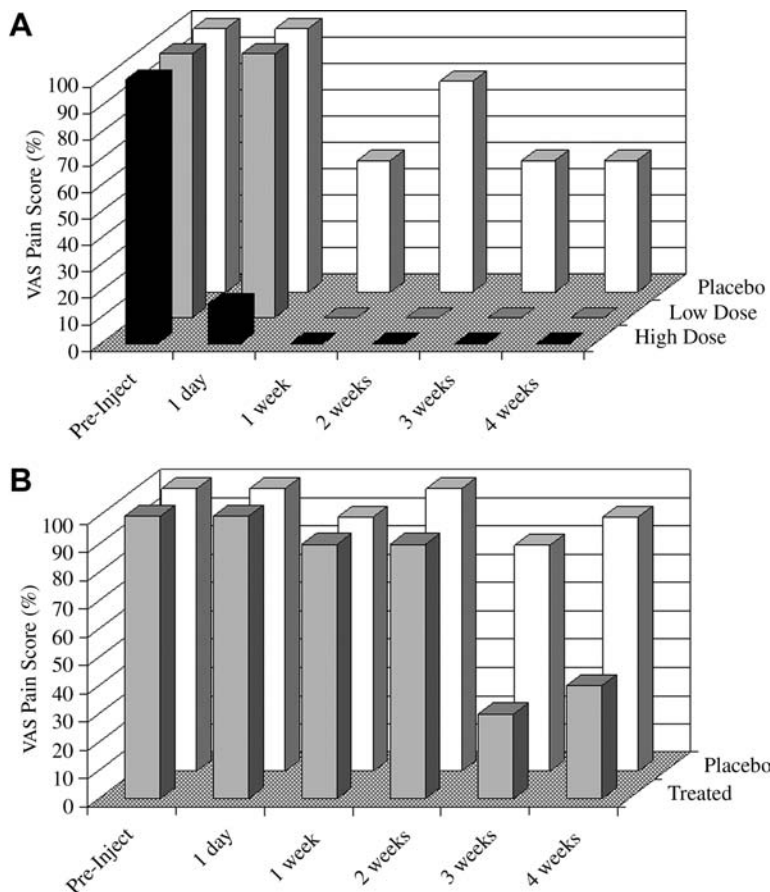 A
VAS Pain Score (%)
100
90
80
70
60
50
40
30
20
10
0
Placebo
Low Dose
High Dose
Pre-Inject
1 day
1 week
2 weeks
3 weeks
4 weeks
B
VAS Pain Score (%)
100
90
80
70
60
50
40
30
20
10
0
Placebo
Treated
Pre-Inject
1 day
1 week
2 weeks
3 weeks
4 weeks